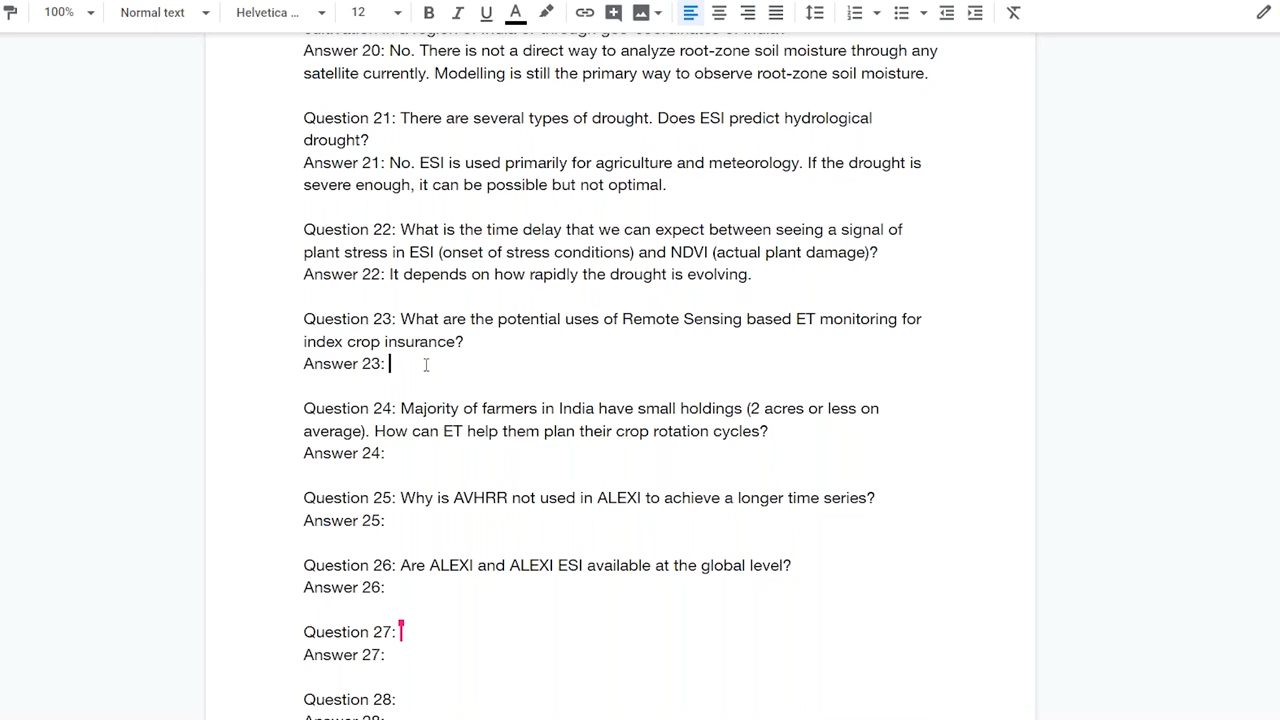 100% Normal text Helvetica ... 12 B I U A
Answer 20: No. There is not a direct way to analyze root-zone soil moisture through any
satellite currently. Modelling is still the primary way to observe root-zone soil moisture.
Question 21: There are several types of drought. Does ESI predict hydrological
drought?
Answer 21: No. ESI is used primarily for agriculture and meteorology. If the drought is
severe enough, it can be possible but not optimal.
Question 22: What is the time delay that we can expect between seeing a signal of
plant stress in ESI (onset of stress conditions) and NDVI (actual plant damage)?
Answer 22: It depends on how rapidly the drought is evolving.
Question 23: What are the potential uses of Remote Sensing based ET monitoring for
index crop insurance?
Answer 23:
Question 24: Majority of farmers in India have small holdings (2 acres or less on
average). How can ET help them plan their crop rotation cycles?
Answer 24:
Question 25: Why is AVHRR not used in ALEXI to achieve a longer time series?
Answer 25:
Question 26: Are ALEXI and ALEXI ESI available at the global level?
Answer 26:
Question 27:
Answer 27:
Question 28: